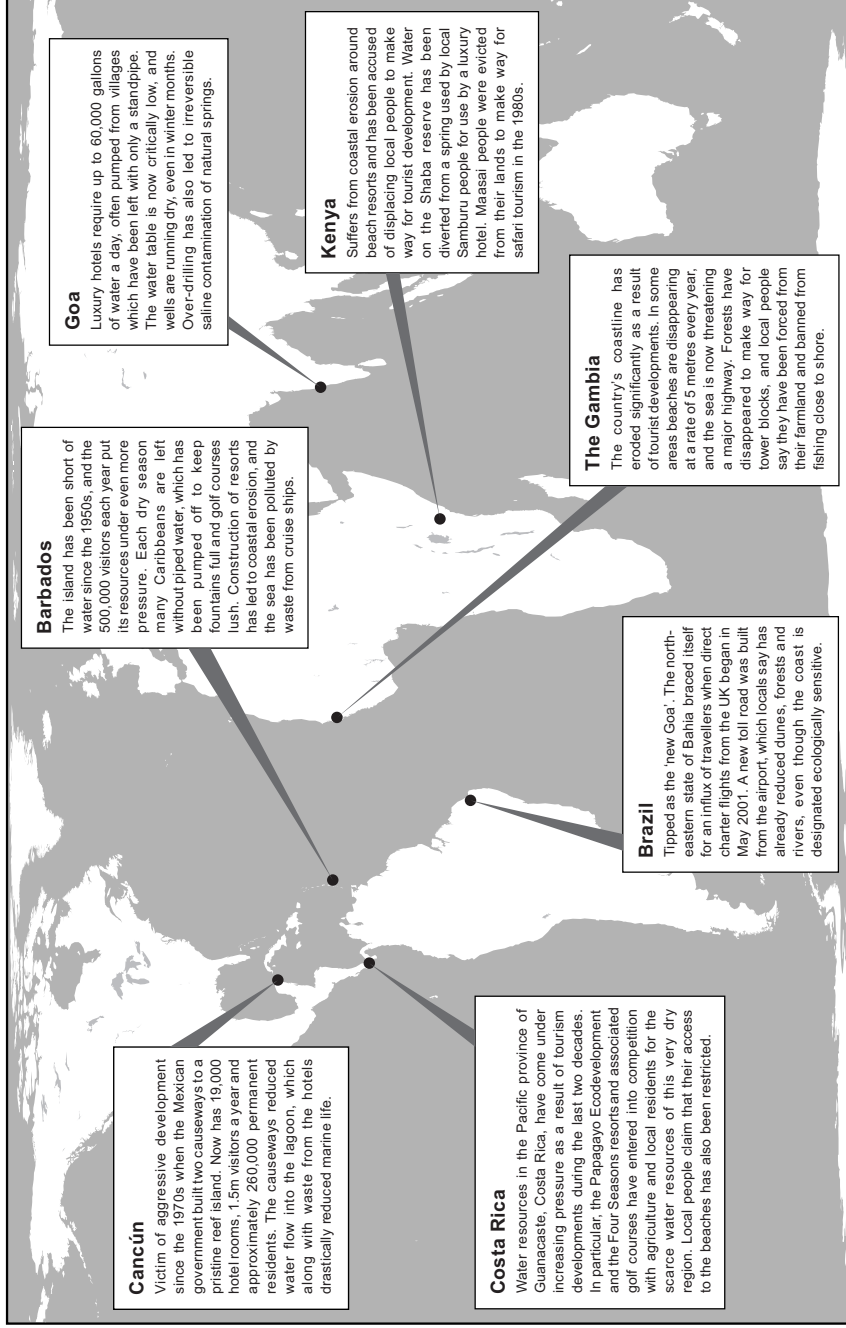 Cancún
Victim of aggressive development
since the 1970s when the Mexican
government built two causeways to a
pristine reef island. Now has 19,000
hotel rooms, 1.5m visitors a year and
approximately 260,000 permanent
residents. The causeways reduced
water flow into the lagoon, which
along with waste from the hotels
drastically reduced marine life.
Barbados
The island has been short of
water since the 1950s, and the
500,000 visitors each year put
its resources under even more
pressure. Each dry season
many Caribbeans are left
without piped water, which has
been pumped off to keep
fountains full and golf courses
lush. Construction of resorts
has led to coastal erosion, and
the sea has been polluted by
waste from cruise ships.
Goa
Luxury hotels require up to 60,000 gallons
of water a day, often pumped from villages
which have been left with only a standpipe.
The water table is now critically low, and
wells are running dry, even in winter months.
Over-drilling has also led to irreversible
saline contamination of natural springs.
Kenya
Suffers from coastal erosion around
beach resorts and has been accused
of displacing local people to make
way for tourist development. Water
on the Shaba reserve has been
diverted from a spring used by local
Samburu people for use by a luxury
hotel. Maasai people were evicted
from their lands to make way for
safari tourism in the 1980s.
Costa Rica
Water resources in the Pacific province of
Guanacaste, Costa Rica, have come under
increasing pressure as a result of tourism
developments during the last two decades.
In particular, the Papagayo Ecodevelopment
and the Four Seasons resorts and associated
golf courses have entered into competition
with agriculture and local residents for the
scarce water resources of this very dry
region. Local people claim that their access
to the beaches has also been restricted.
Brazil
Tipped as the ‘new Goa’. The north-
eastern state of Bahia braced itself
for an influx of travellers when direct
charter flights from the UK began in
May 2001. A new toll road was built
from the airport, which locals say has
already reduced dunes, forests and
rivers, even though the coast is
designated ecologically sensitive.
The Gambia
The country’s coastline has
eroded significantly as a result
of tourist developments. In some
areas beaches are disappearing
at a rate of 5 metres every year,
and the sea is now threatening
a major highway. Forests have
disappeared to make way for
tower blocks, and local people
say they have been forced from
their farmland and banned from
fishing close to shore.